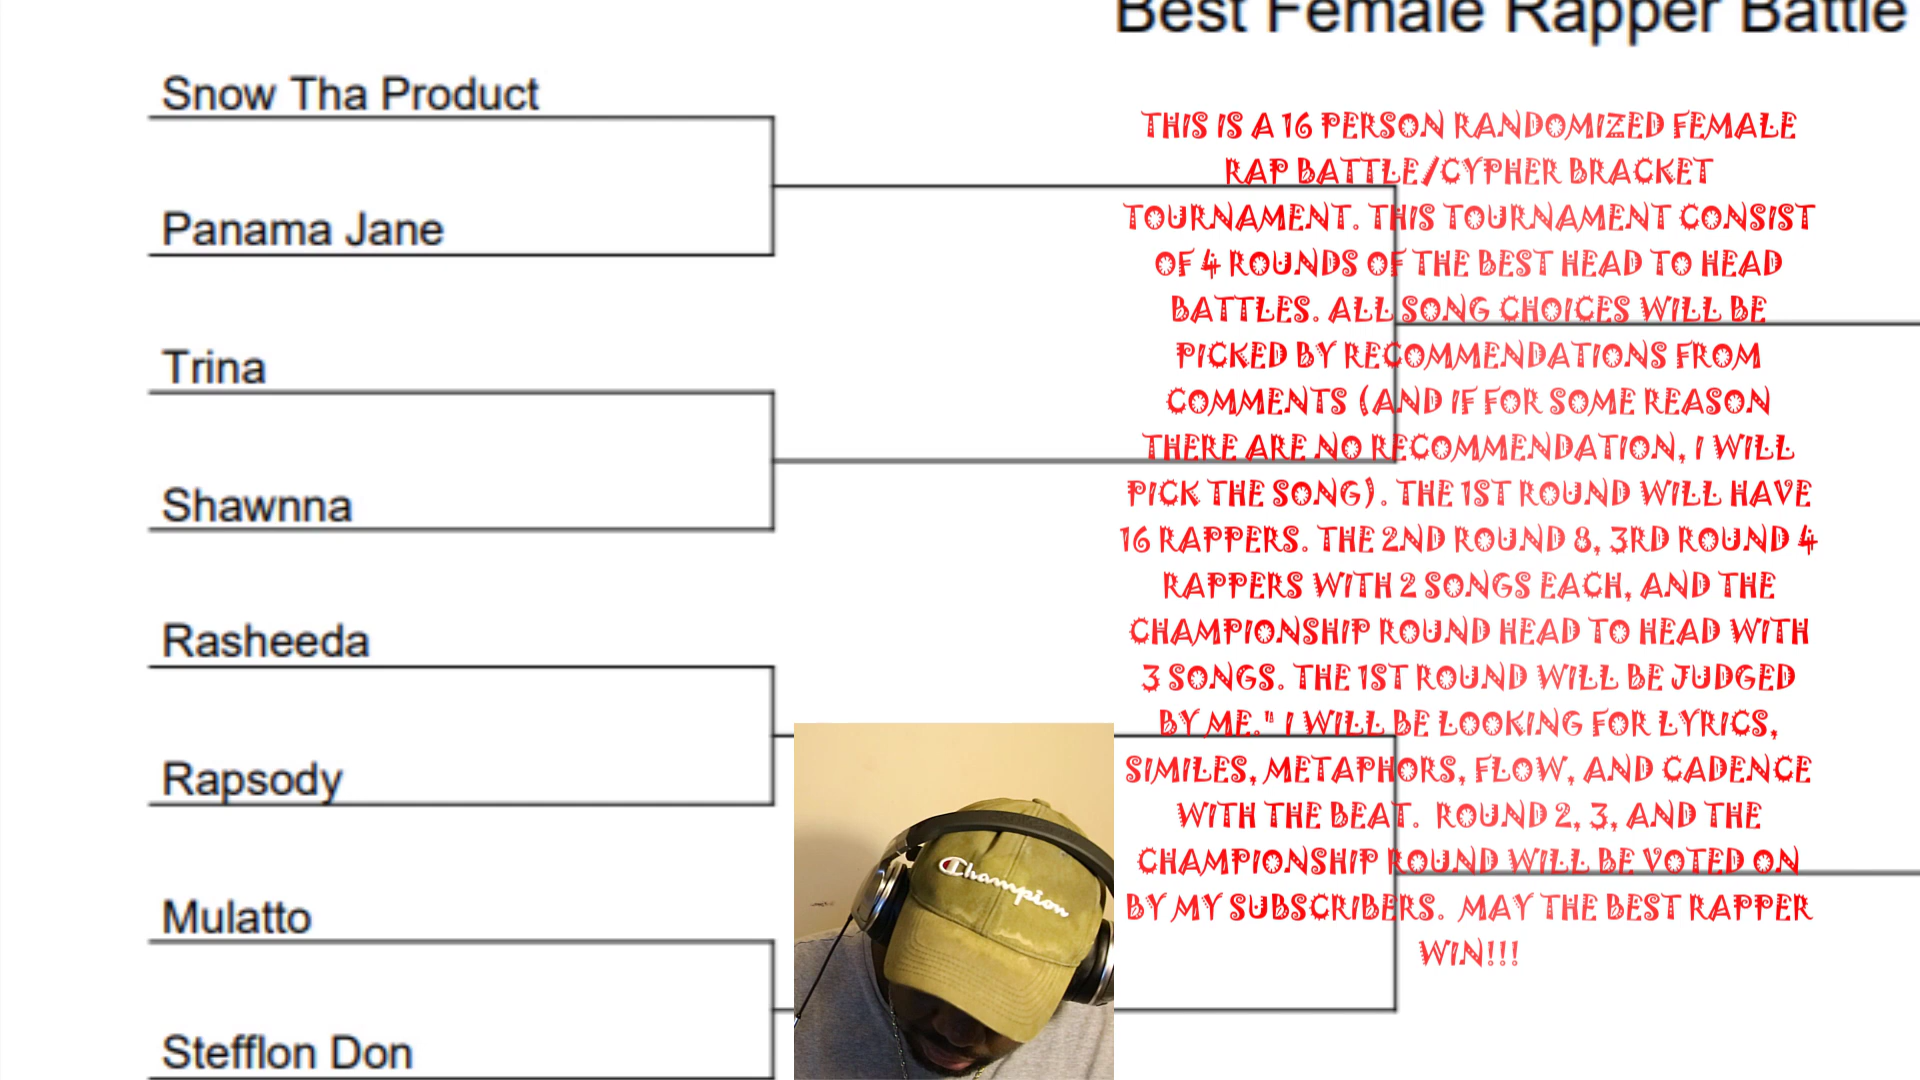 Best Female Rapper Battle
Snow Tha Product
Panama Jane
Trina
Shawnna
Rasheeda
Rapsody
Mulatto
Stefflon Don
THIS IS A 16 PERSON RANDOMIZED FEMALE
RAP BATTLE/CYPHER BRACKET
TOURNAMENT. THIS TOURNAMENT CONSIST
OF 4 ROUNDS OF THE BEST HEAD TO HEAD
BATTLES. ALL SONG CHOICES WILL BE
PICKED BY RECOMMENDATIONS FROM
COMMENTS (AND IF FOR SOME REASON
THERE ARE NO RECOMMENDATION, I WILL
PICK THE SONG). THE 1ST ROUND WILL HAVE
16 RAPPERS. THE 2ND ROUND 8, 3RD ROUND 4
RAPPERS WITH 2 SONGS EACH, AND THE
CHAMPIONSHIP ROUND HEAD TO HEAD WITH
3 SONGS. THE 1ST ROUND WILL BE JUDGED
BY ME." I WILL BE LOOKING FOR LYRICS,
SIMILES, METAPHORS, FLOW, AND CADENCE
WITH THE BEAT. ROUND 2, 3, AND THE
CHAMPIONSHIP ROUND WILL BE VOTED ON
BY MY SUBSCRIBERS. MAY THE BEST RAPPER
WIN!!!
Champion